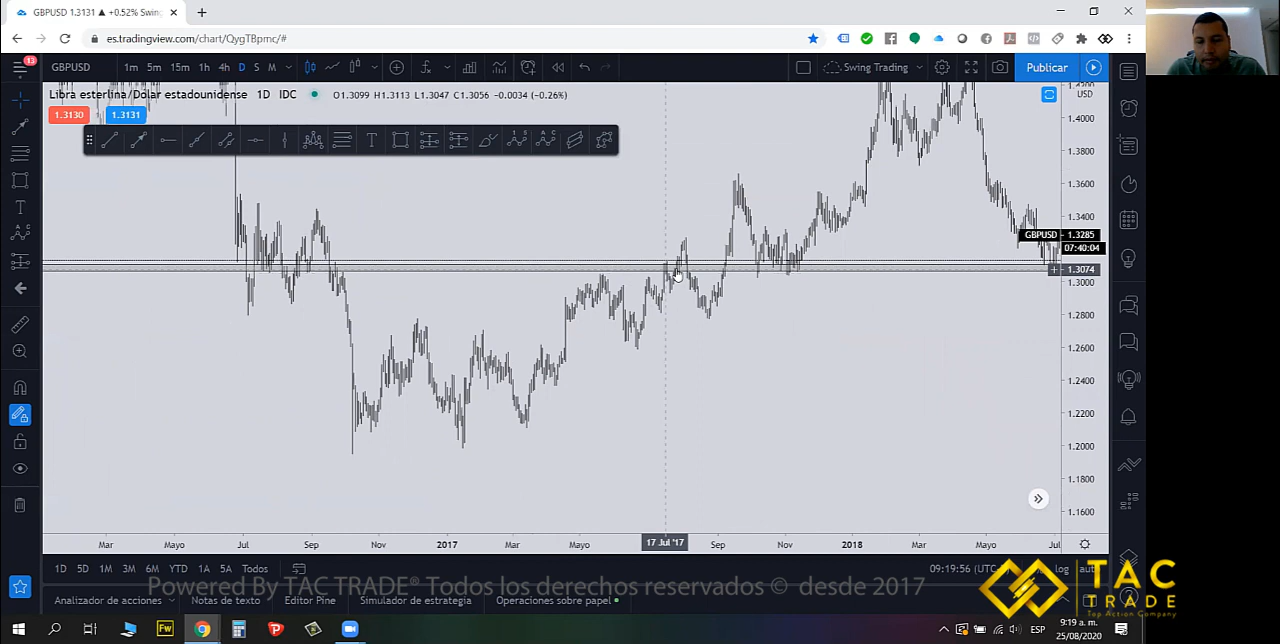 GBPUSD 1.3131 ▲ +0.52% Swin
es.tradingview.com/chart/QygTBpmc/#
13
GBPUSD 1m 5m 15m 1h 4h D S M Swing Trading Publicar
Libra esterlina/Dólar estadounidense 1D IDC O1.3099 H1.3113 L1.3047 C1.3056 -0.0034 (-0.26%)
USD
1.3130 1.3131
1.4200
1.4000
1.3800
1.3600
1.3400
GBPUSD 1.3285
07:40:04
1.3074
1.3000
1.2800
1.2600
1.2400
1.2200
1.2000
1.1800
1.1600
Mar Mayo Jul Sep Nov 2017 Mar Mayo 17 Jul '17 Sep Nov 2018 Mar Mayo Jul
1D 5D 1M 3M 6M YTD 1A 5A Todos 09:19:56 (UTC- log
Powered By TAC TRADE® Todos los derechos reservados © desde 2017
Analizador de acciones Notas de texto Editor Pine Simulador de estrategia Operaciones sobre papel
TAC
TRADE
Top Action Company
Fw
ESP
9:19 a. m.
25/08/2020